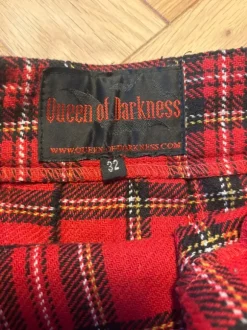 Queen of Darkness
WWW.QUEEN-OF-DARKNESS.COM
32